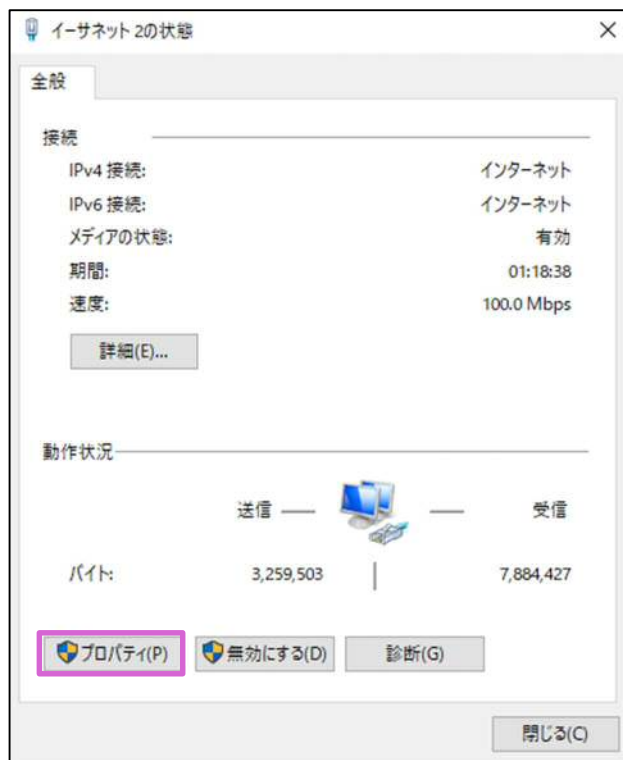 イーサネット 2の状態
全般
接続
IPv4 接続: インターネット
IPv6 接続: インターネット
メディアの状態: 有効
期間: 01:18:38
速度: 100.0 Mbps
詳細(E)...
動作状況
送信 — — 受信
バイト: 3,259,503 7,884,427
プロパティ(P) 無効にする(D) 診断(G)
閉じる(C)